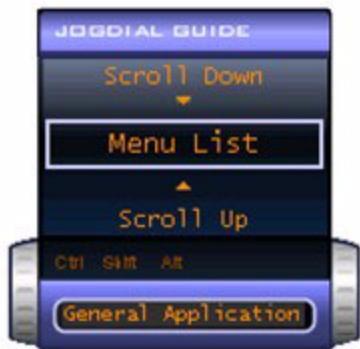 JOGDIAL GUIDE
Scroll Down
Menu List
Scroll Up
Ctrl Shift Alt
General Application